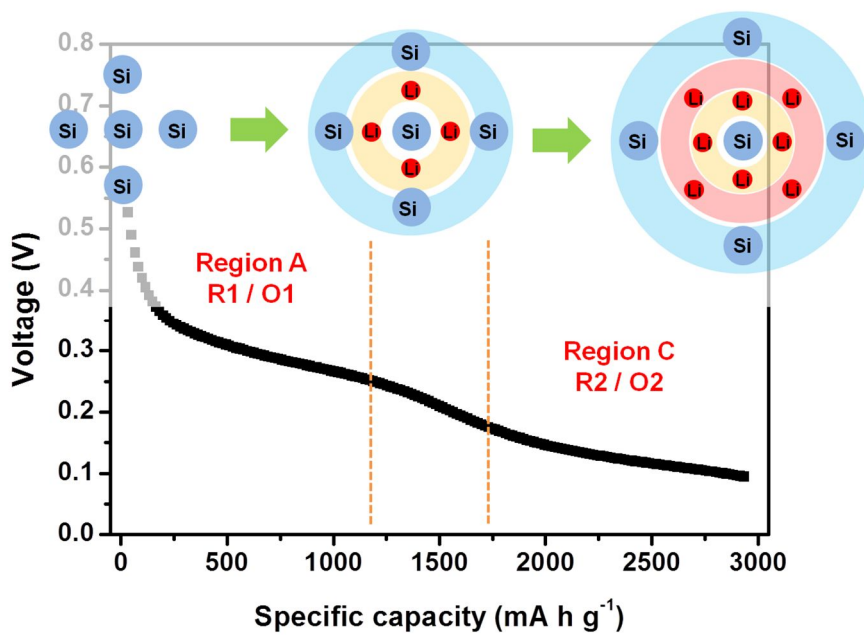 0.8
0.7
0.6
0.5
0.4
0.3
0.2
0.1
0.0
Voltage (V)
Si
Si Si Si
Si
Si
Li
Si Li Si Li Si
Li
Si
Si
Li Li Li
Si Li Si Li Si
Li Li Li
Si
Region A
R1 / O1
Region C
R2 / O2
0 500 1000 1500 2000 2500 3000
Specific capacity (mA h g⁻¹)